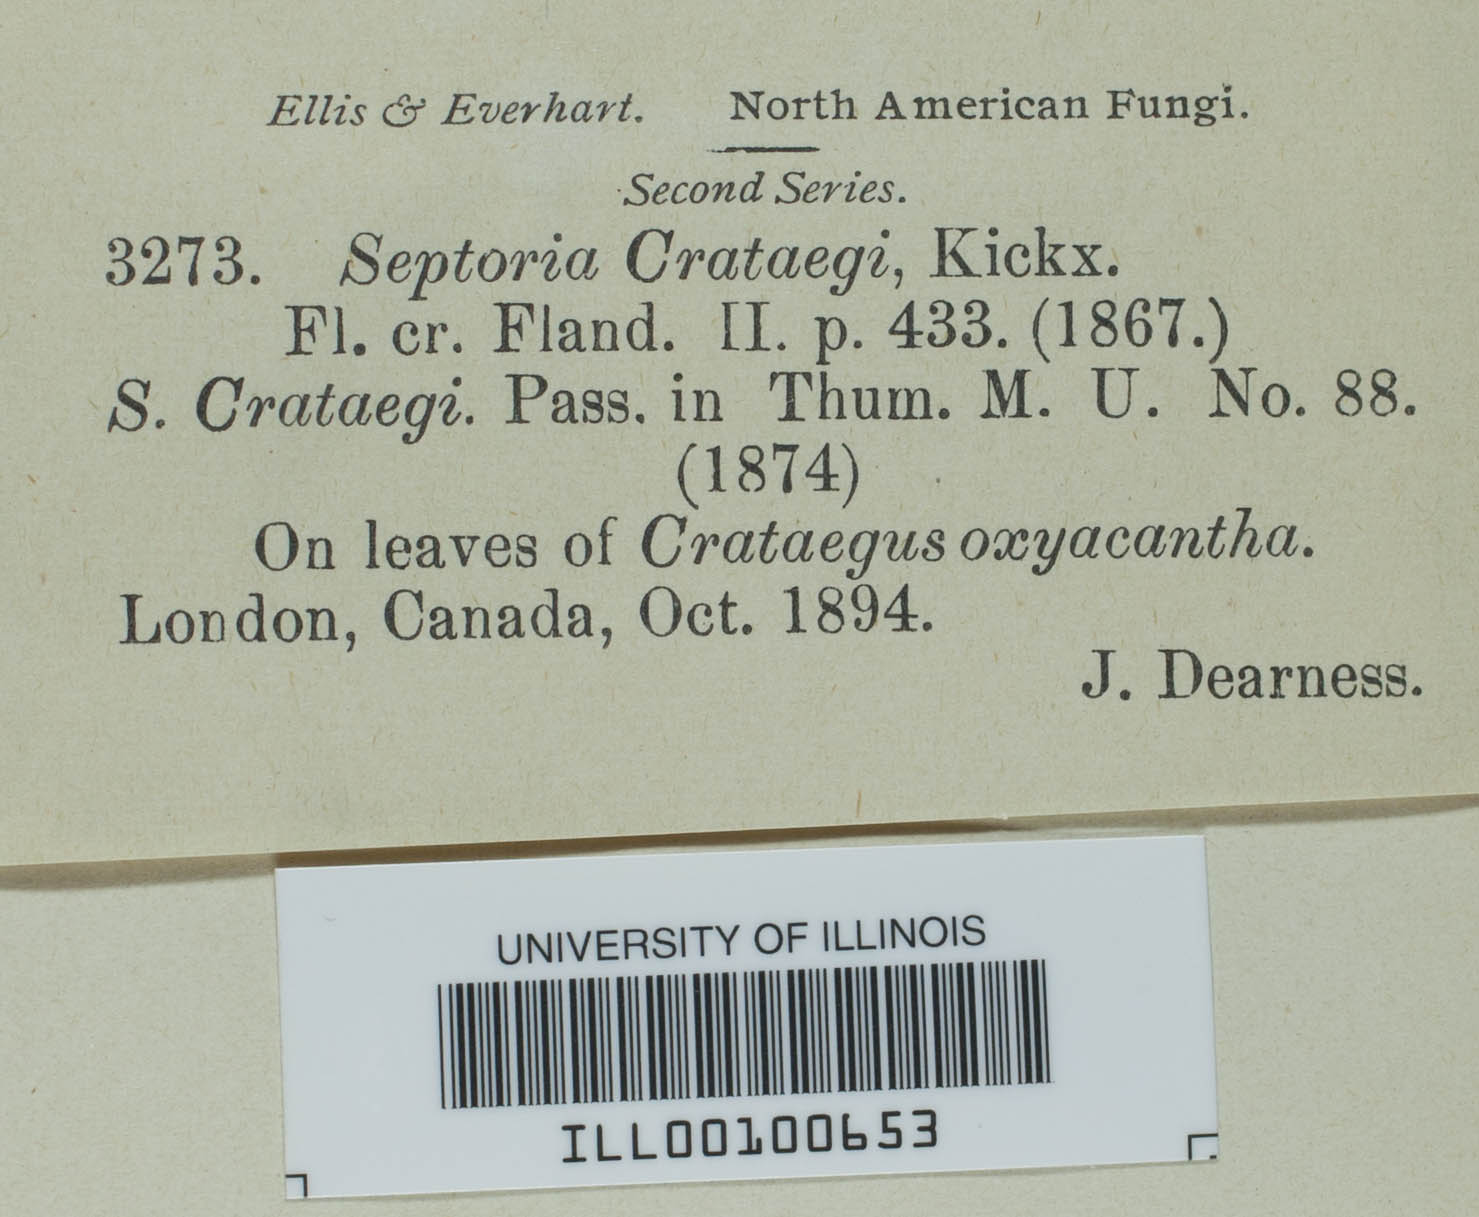 Ellis & Everhart. North American Fungi.
Second Series.
3273. Septoria Crataegi, Kickx.
Fl. cr. Fland. II. p. 433. (1867.)
S. Crataegi. Pass. in Thum. M. U. No. 88.
(1874)
On leaves of Crataegus oxyacantha.
London, Canada, Oct. 1894.
J. Dearness.
UNIVERSITY OF ILLINOIS
ILL00100653